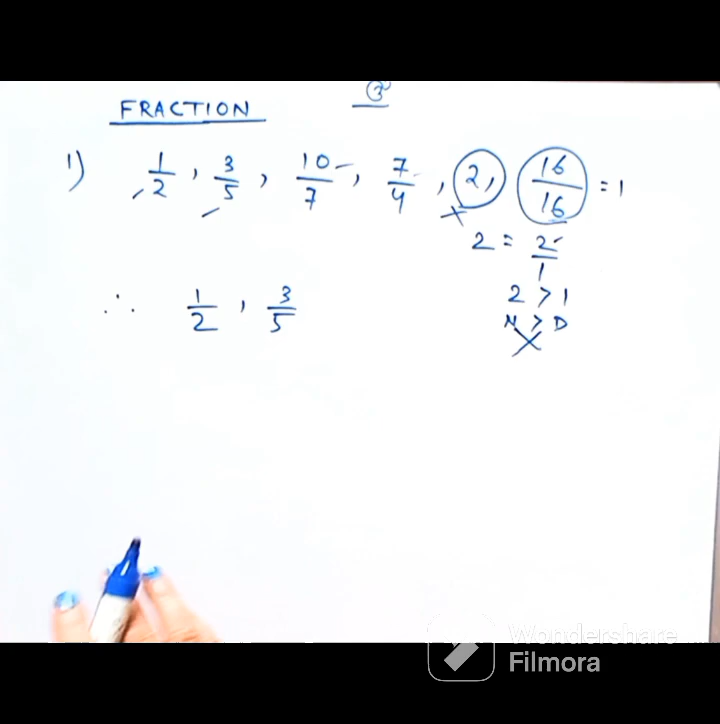 FRACTION
1) 1/2, 3/5, 10/7, 7/4, 2, 16/16 = 1
2 = 2/1
2 > 1
N > D
∴ 1/2, 3/5
Wondershare
Filmora